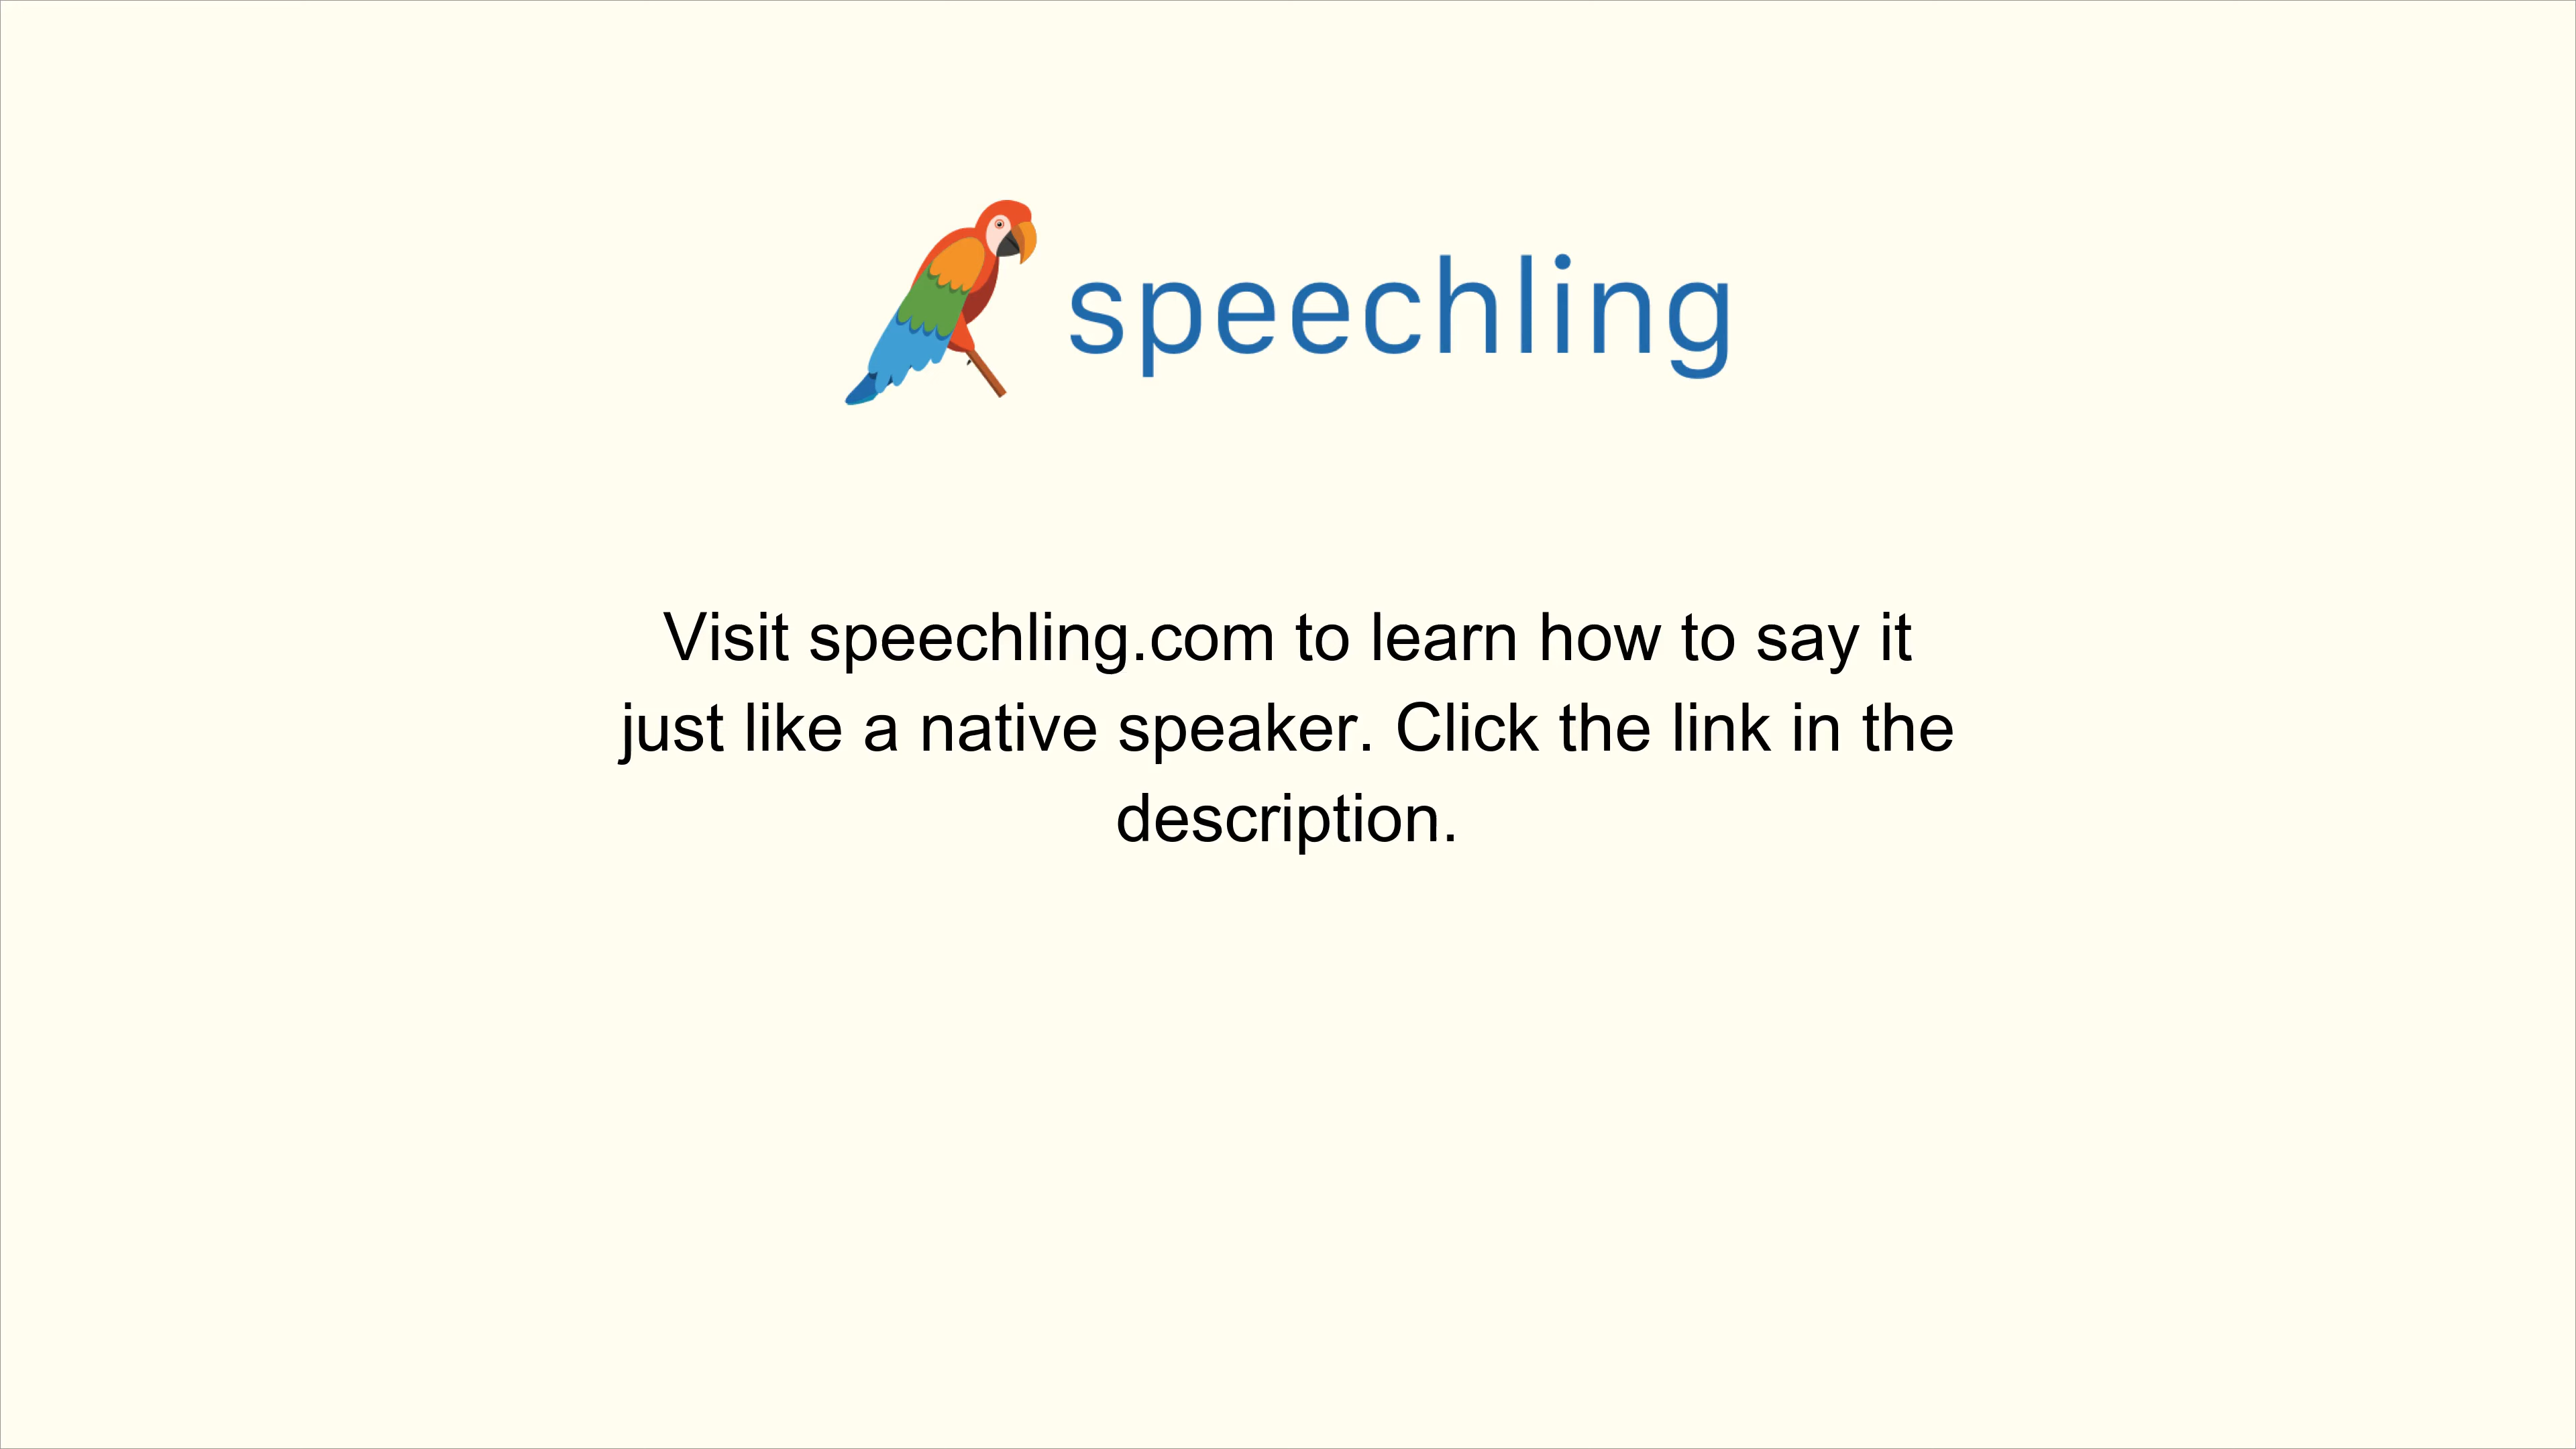 speechling
Visit speechling.com to learn how to say it
just like a native speaker. Click the link in the
description.